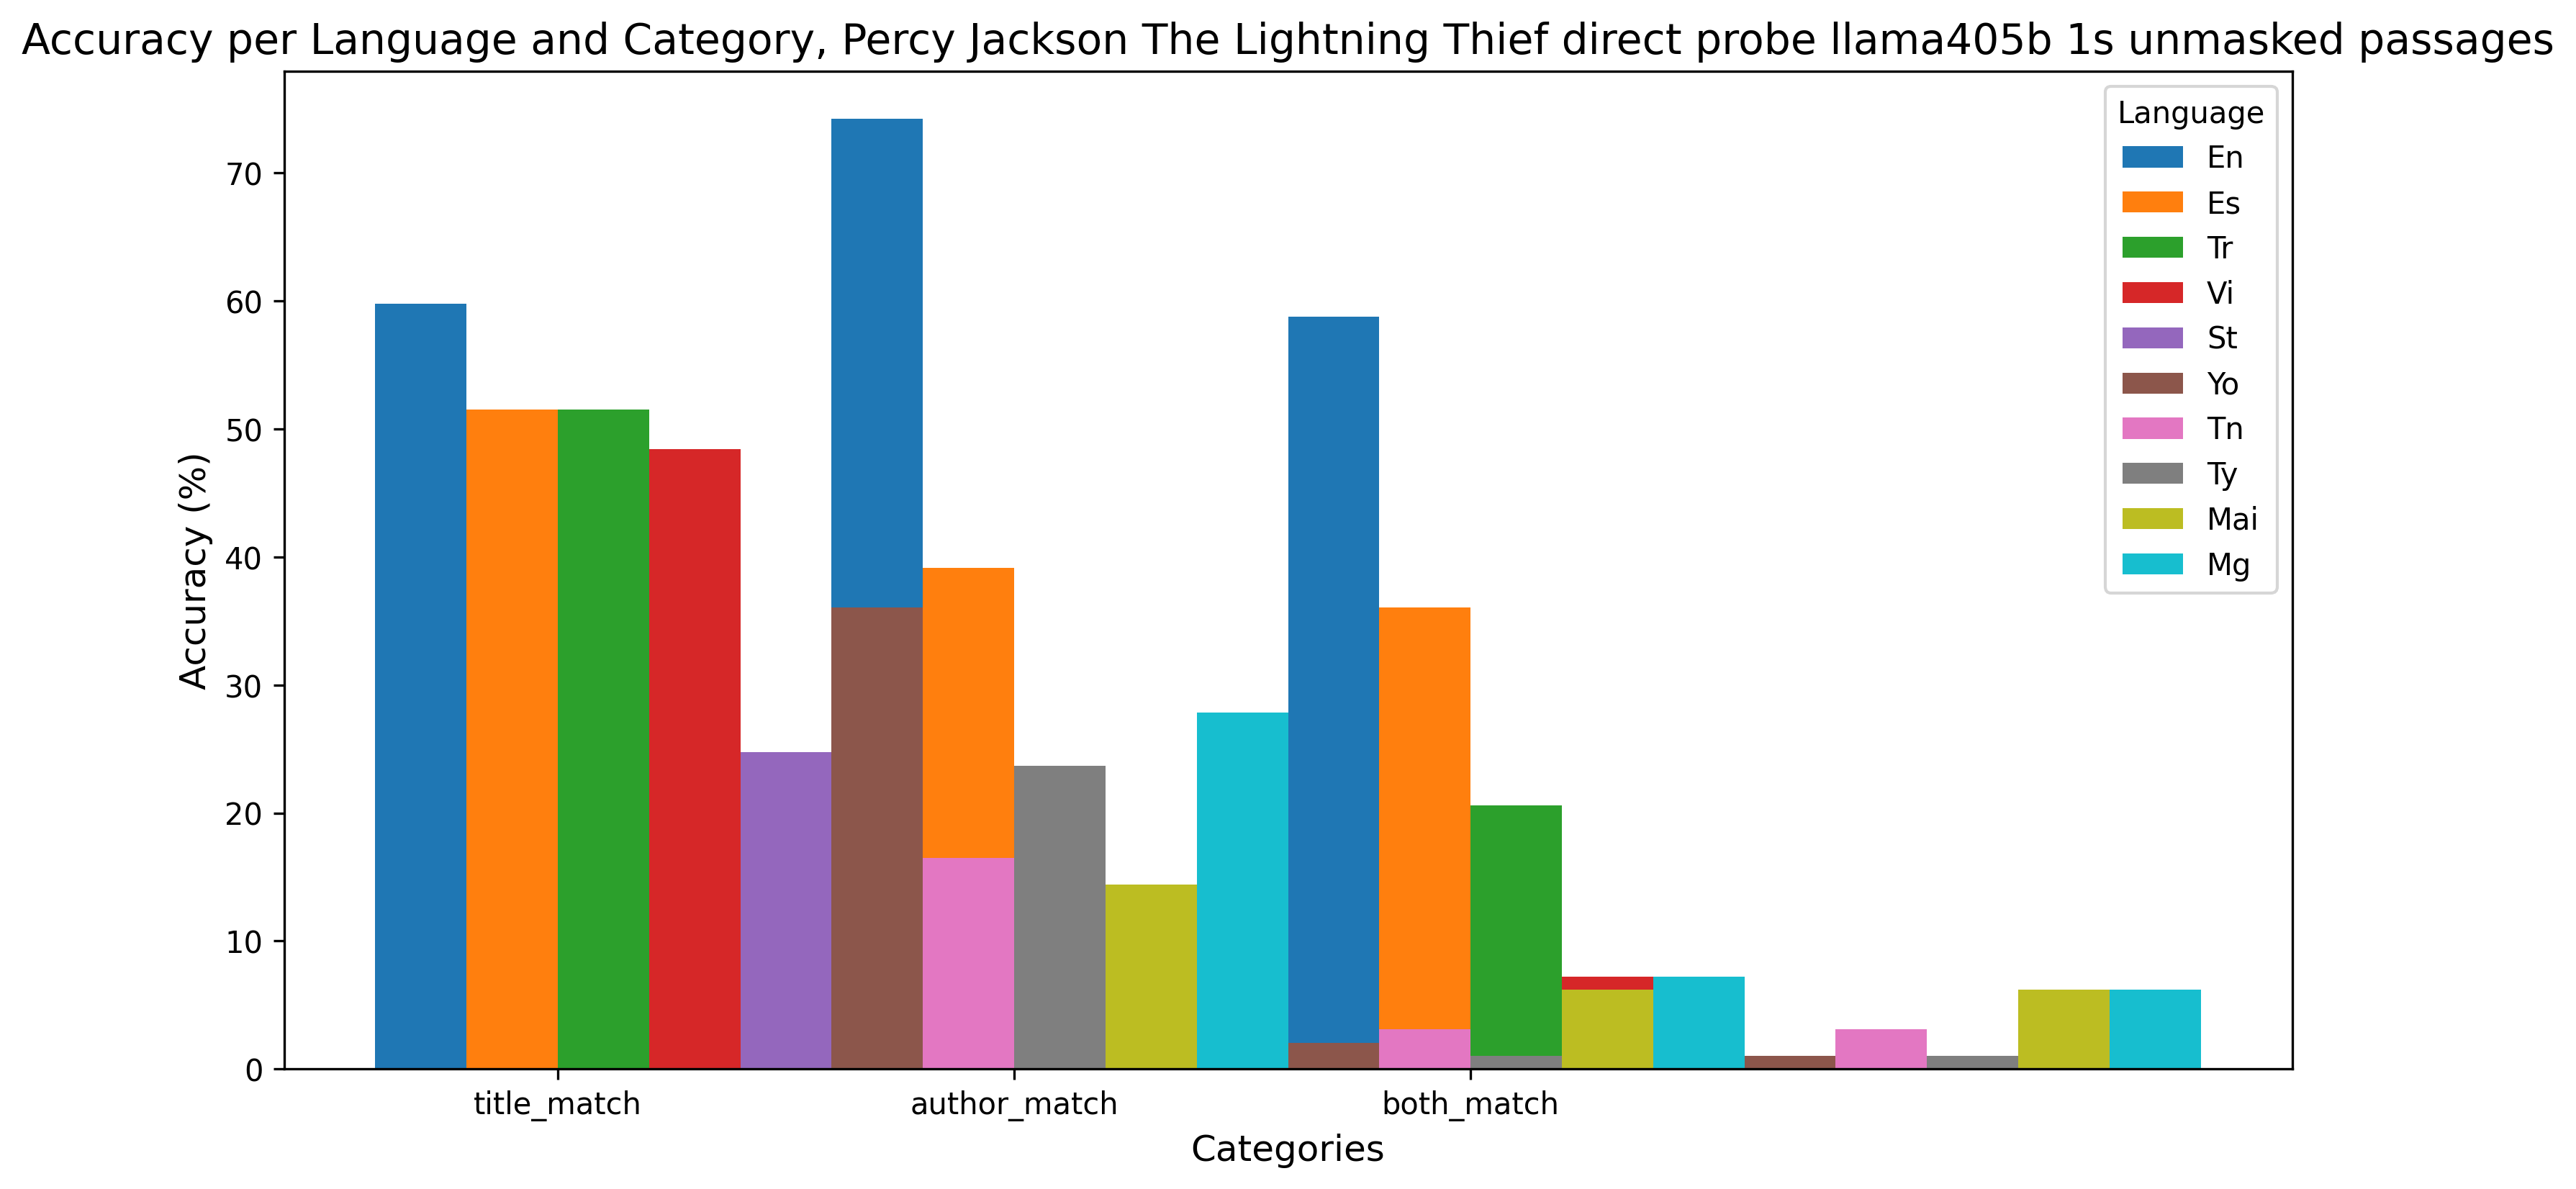 Accuracy per Language and Category, Percy Jackson The Lightning Thief direct probe llama405b 1s unmasked passages
Language
En
Es
Tr
Vi
St
Yo
Tn
Ty
Mai
Mg
Accuracy (%)
70
60
50
40
30
20
10
0
title_match author_match both_match
Categories